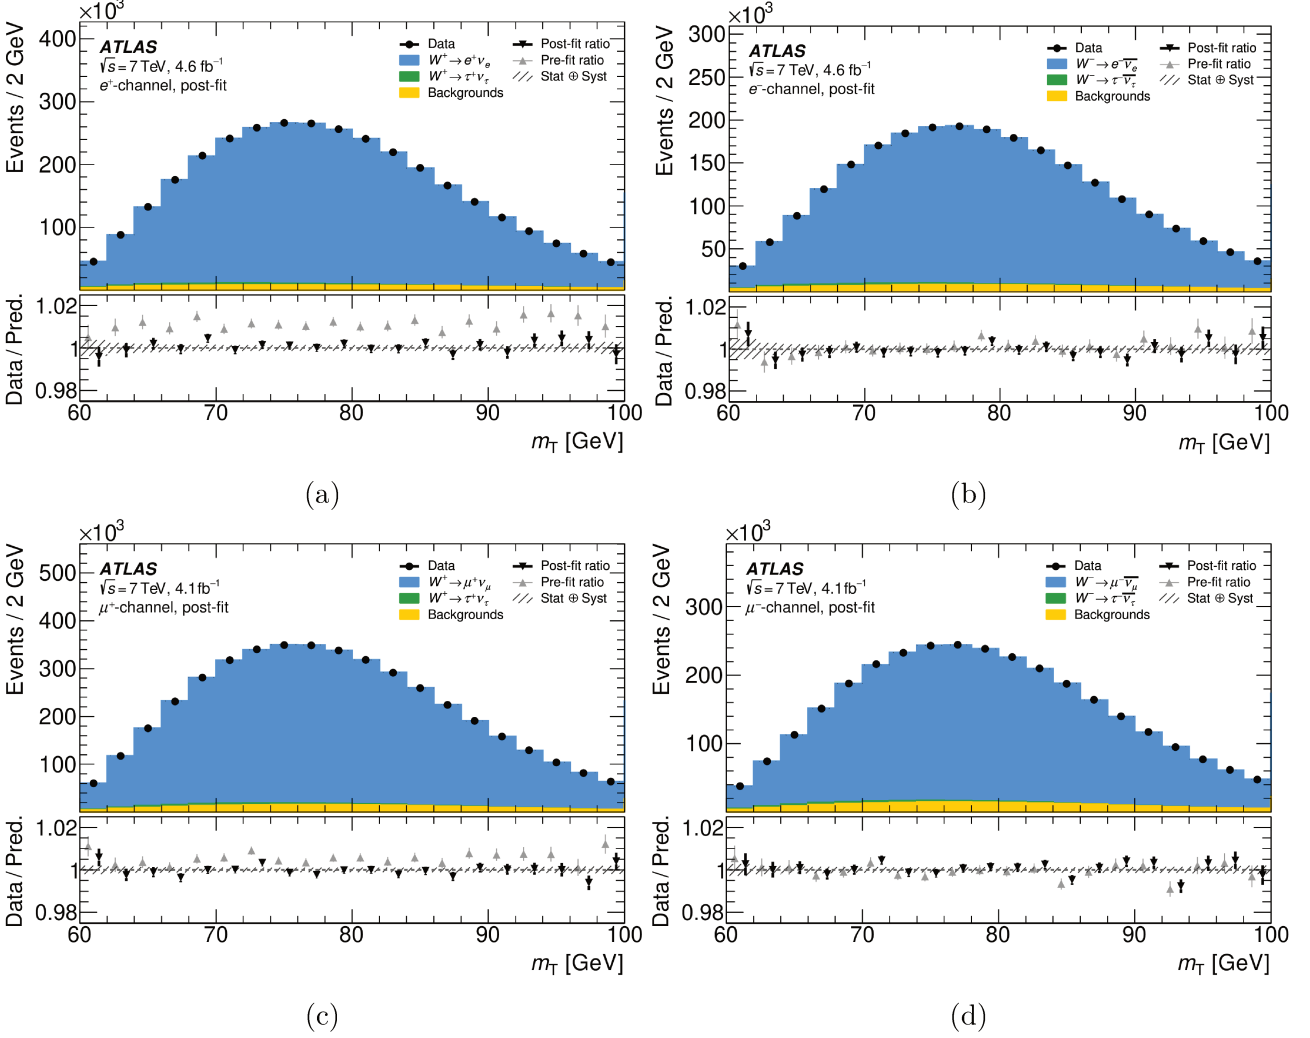 ×10³
Events / 2 GeV
400
300
200
100
ATLAS
√s = 7 TeV, 4.6 fb⁻¹
e⁺-channel, post-fit
Data
W⁺→ e⁺νₑ
W⁺→ τ⁺ν_τ
Backgrounds
Post-fit ratio
Pre-fit ratio
Stat ⊕ Syst
Data / Pred.
1.02
1
0.98
60 70 80 90 100
m_T [GeV]
(a)
×10³
Events / 2 GeV
300
250
200
150
100
50
ATLAS
√s = 7 TeV, 4.6 fb⁻¹
e⁻-channel, post-fit
Data
W⁻→ e⁻ν̅ₑ
W⁻→ τ⁻ν̅_τ
Backgrounds
Post-fit ratio
Pre-fit ratio
Stat ⊕ Syst
Data / Pred.
1.02
1
0.98
60 70 80 90 100
m_T [GeV]
(b)
×10³
Events / 2 GeV
500
400
300
200
100
ATLAS
√s = 7 TeV, 4.1fb⁻¹
μ⁺-channel, post-fit
Data
W⁺→ μ⁺ν_μ
W⁺→ τ⁺ν_τ
Backgrounds
Post-fit ratio
Pre-fit ratio
Stat ⊕ Syst
Data / Pred.
1.02
1
0.98
60 70 80 90 100
m_T [GeV]
(c)
×10³
Events / 2 GeV
300
200
100
ATLAS
√s = 7 TeV, 4.1fb⁻¹
μ⁻-channel, post-fit
Data
W⁻→ μ⁻ν̅_μ
W⁻→ τ⁻ν̅_τ
Backgrounds
Post-fit ratio
Pre-fit ratio
Stat ⊕ Syst
Data / Pred.
1.02
1
0.98
60 70 80 90 100
m_T [GeV]
(d)